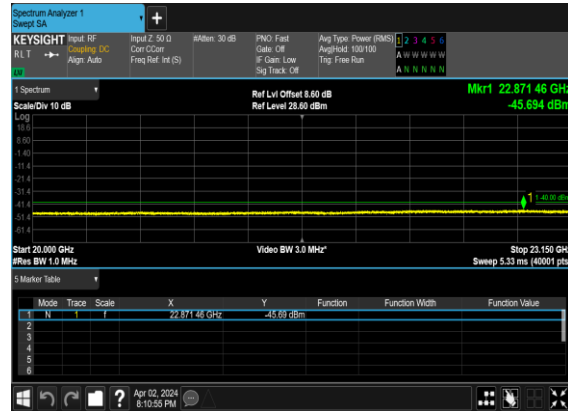 Spectrum Analyzer 1
Swept SA
+
KEYSIGHT Input: RF Input Z: 50 Ω #Atten: 30 dB PNO: Fast Avg Type: Power (RMS) 1 2 3 4 5 6
RLT Coupling: DC Corr CCorr Gate: Off Avg|Hold: 100/100 A W W W W W
Align: Auto Freq Ref: Int (S) IF Gain: Low Trig: Free Run
Sig Track: Off A N N N N N
1 Spectrum Ref Lvl Offset 8.60 dB Mkr1 22.871 46 GHz
Scale/Div 10 dB Ref Level 28.60 dBm -45.694 dBm
Log
18.6
8.60
-1.40
-11.4
-21.4
-31.4
-41.4 1 1 -40.00 dBm
-51.4
-61.4
Start 20.000 GHz Video BW 3.0 MHz* Stop 23.150 GHz
#Res BW 1.0 MHz Sweep 5.33 ms (40001 pts)
5 Marker Table
Mode Trace Scale X Y Function Function Width Function Value
1 N 1 f 22.871 46 GHz -45.69 dBm
2
3
4
5
6
? Apr 02, 2024
8:10:55 PM